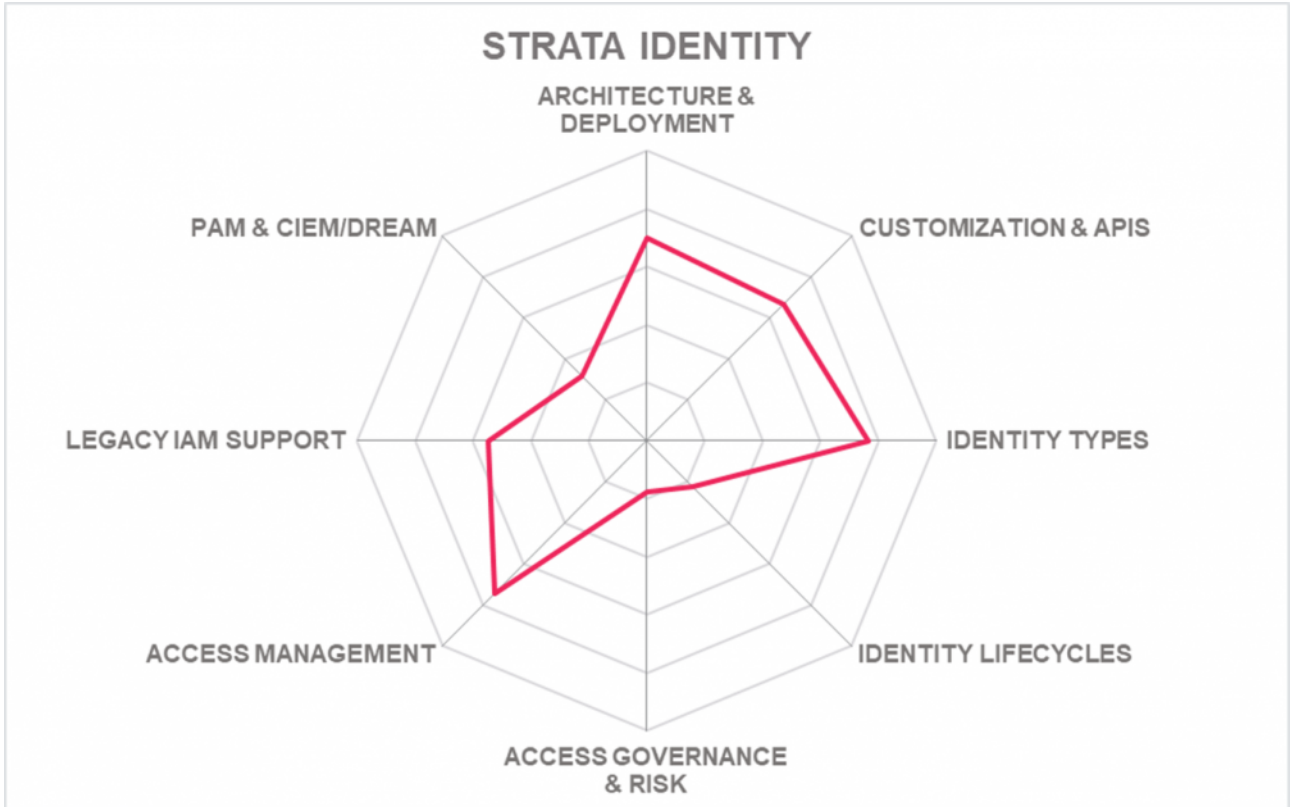 STRATA IDENTITY
ARCHITECTURE &
DEPLOYMENT
PAM & CIEM/DREAM
CUSTOMIZATION & APIS
LEGACY IAM SUPPORT
IDENTITY TYPES
ACCESS MANAGEMENT
IDENTITY LIFECYCLES
ACCESS GOVERNANCE
& RISK